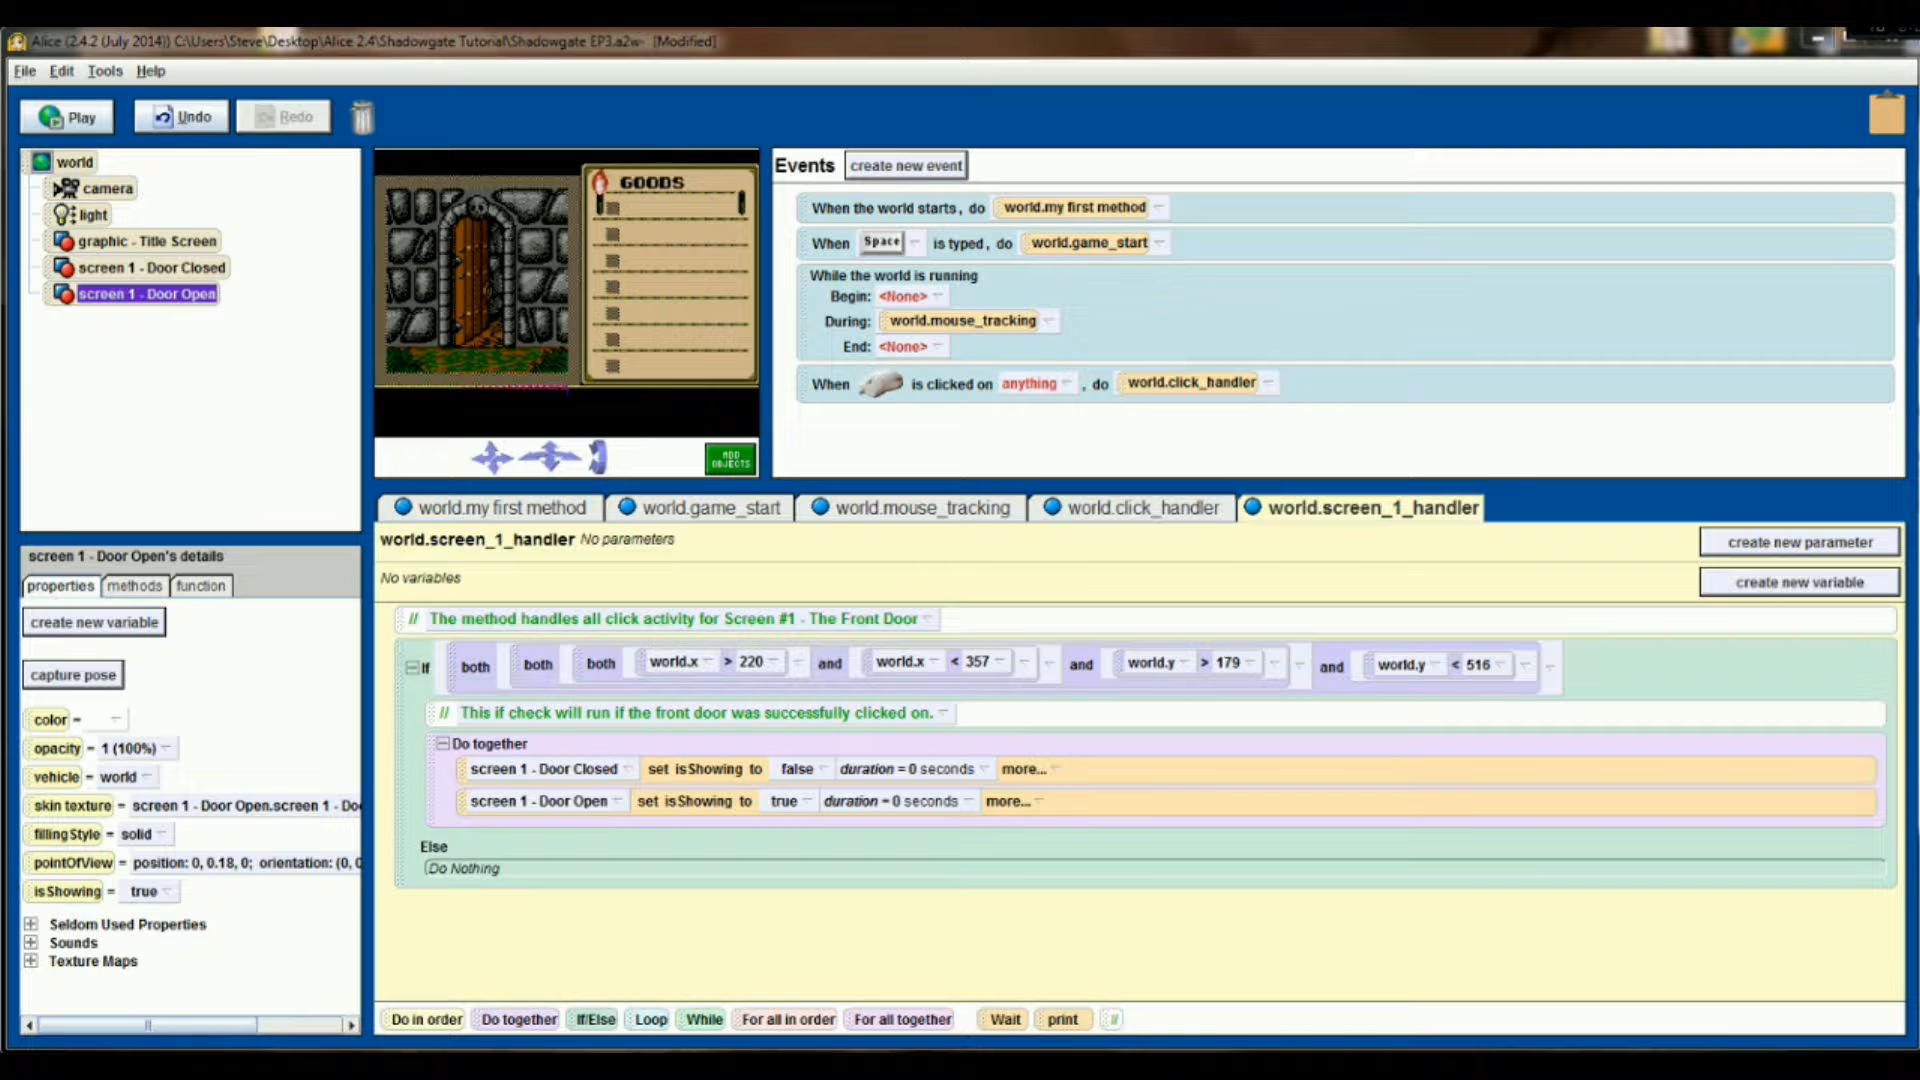 Alice (2.4.2 (July 2014)) C:\Users\Steve\Desktop\Alice 2.4\Shadowgate Tutorial\Shadowgate EP3.a2w- [Modified]
File Edit Tools Help
Play Undo Redo
world
camera
light
graphic - Title Screen
screen 1 - Door Closed
screen 1 - Door Open
GOODS
ADD OBJECTS
Events create new event
When the world starts, do world.my first method
When Space is typed, do world.game_start
While the world is running
Begin: <None>
During: world.mouse_tracking
End: <None>
When is clicked on anything , do world.click_handler
screen 1 - Door Open's details
properties methods function
create new variable
capture pose
color =
opacity = 1 (100%)
vehicle = world
skin texture = screen 1 - Door Open.screen 1 - Do
fillingStyle = solid
pointOfView = position: 0, 0.18, 0; orientation: (0, 0
isShowing = true
Seldom Used Properties
Sounds
Texture Maps
world.my first method world.game_start world.mouse_tracking world.click_handler world.screen_1_handler
world.screen_1_handler No parameters
create new parameter
No variables
create new variable
// The method handles all click activity for Screen #1 - The Front Door
If both both both world.x > 220 and world.x < 357 and world.y > 179 and world.y < 516
// This if check will run if the front door was successfully clicked on.
Do together
screen 1 - Door Closed set isShowing to false duration = 0 seconds more...
screen 1 - Door Open set isShowing to true duration = 0 seconds more...
Else
Do Nothing
Do in order Do together If/Else Loop While For all in order For all together Wait print //